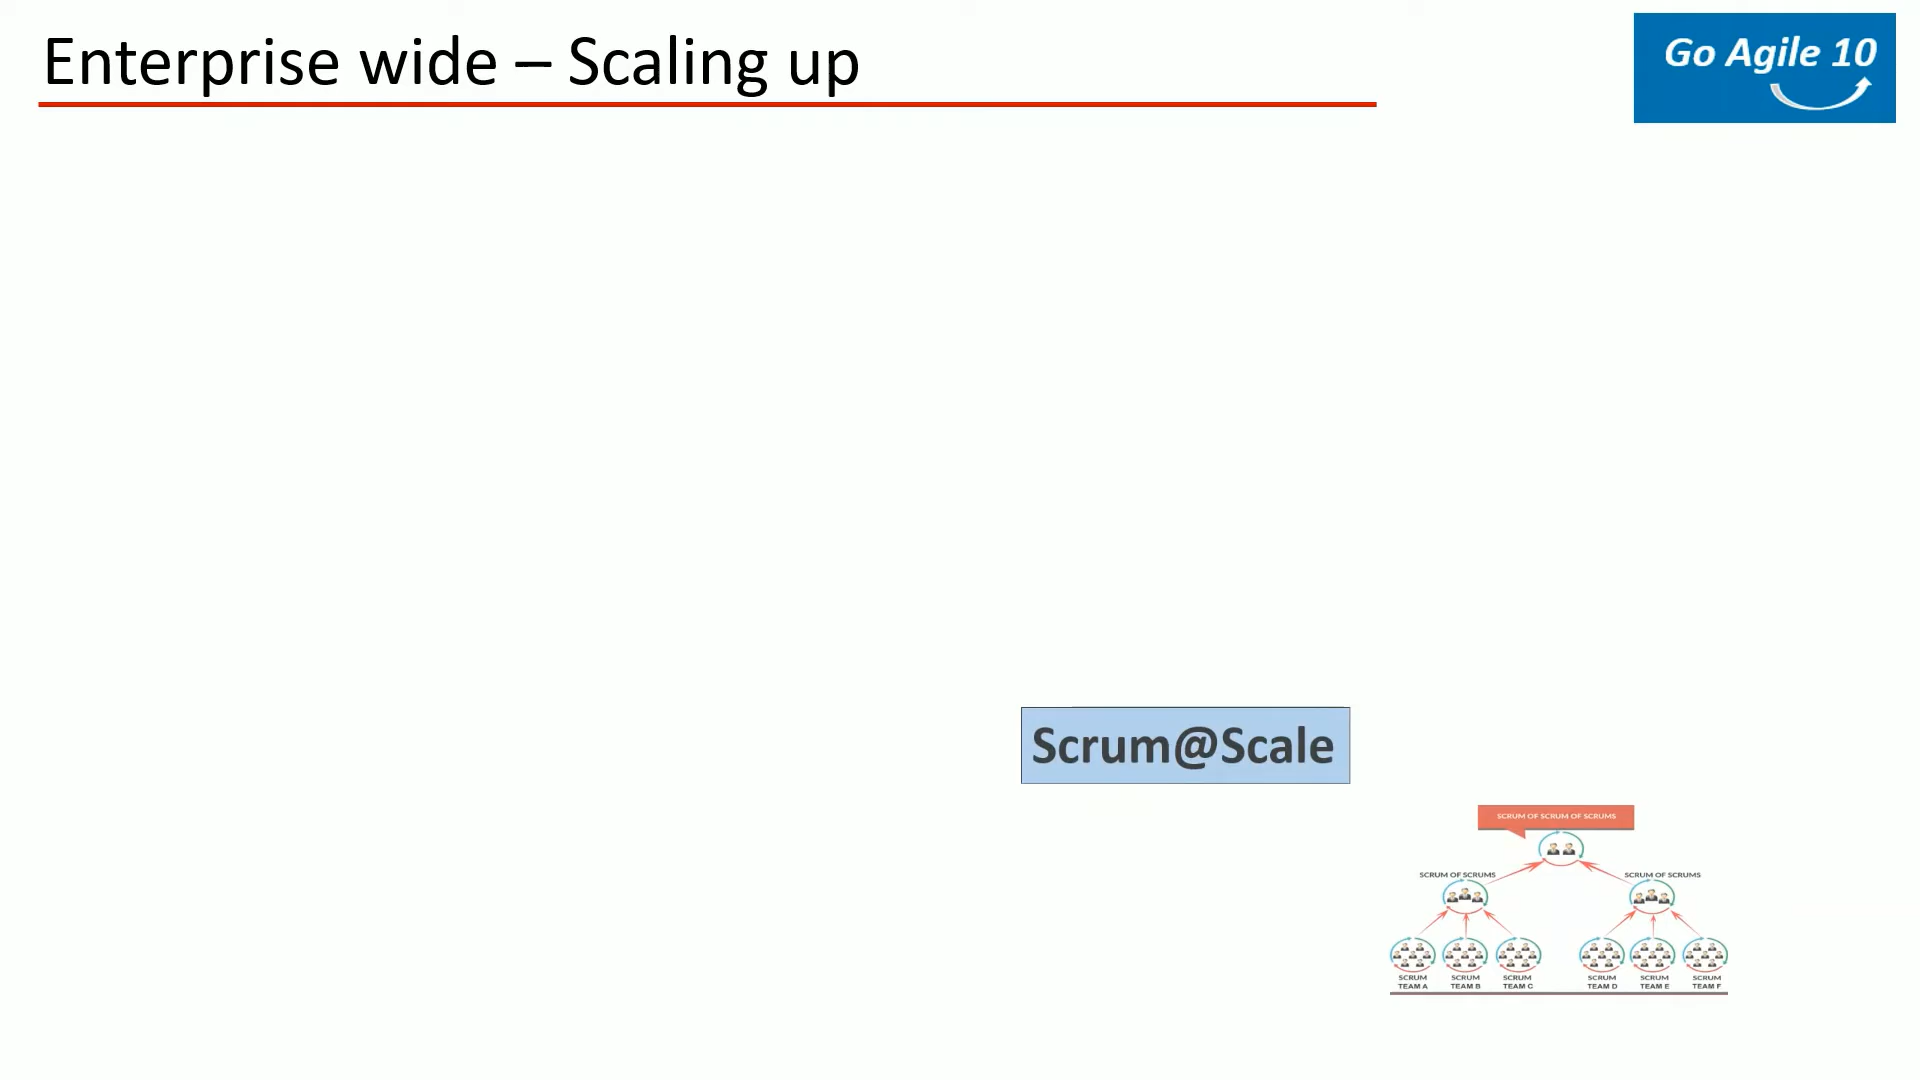 Enterprise wide – Scaling up
Go Agile 10
Scrum@Scale
SCRUM OF SCRUM OF SCRUMS
SCRUM OF SCRUMS
SCRUM OF SCRUMS
SCRUM TEAM A
SCRUM TEAM B
SCRUM TEAM C
SCRUM TEAM D
SCRUM TEAM E
SCRUM TEAM F